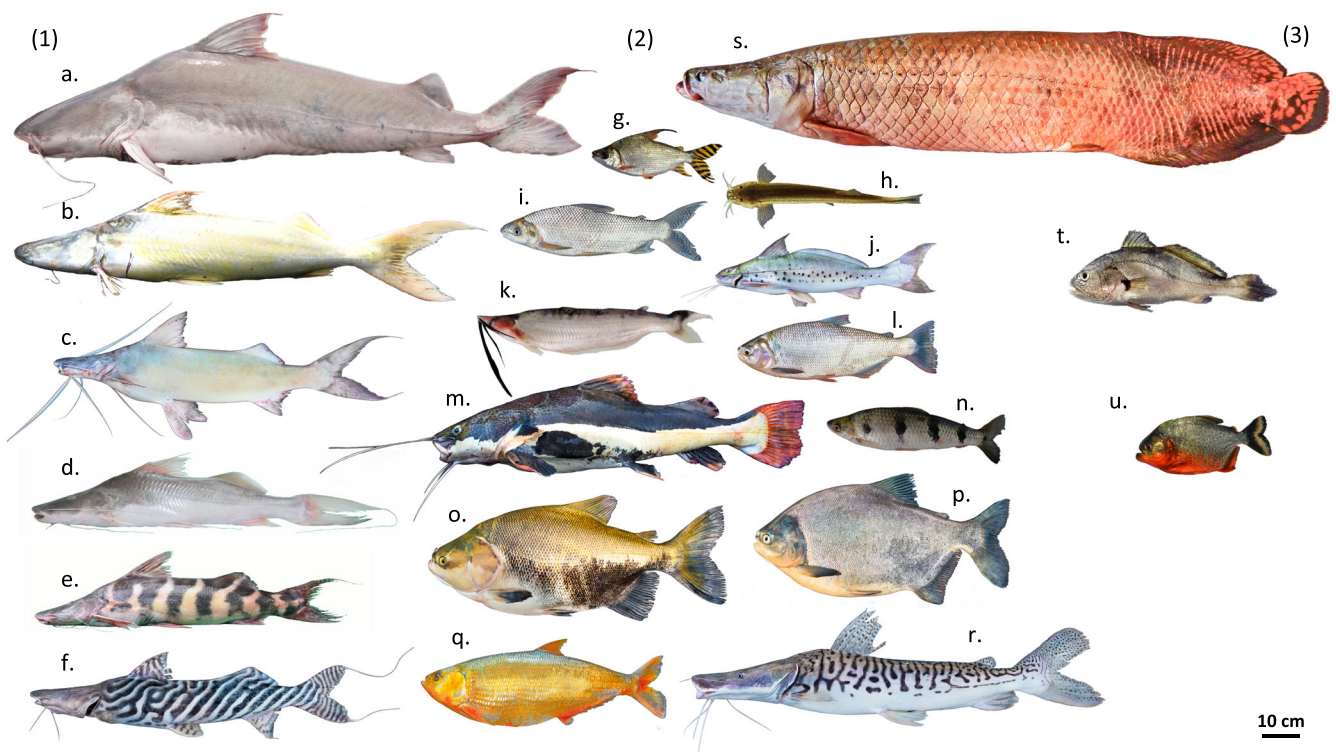 (1)
(2)
(3)
a.
s.
g.
h.
b.
i.
j.
t.
k.
c.
l.
m.
n.
u.
d.
o.
p.
e.
q.
r.
f.
10 cm